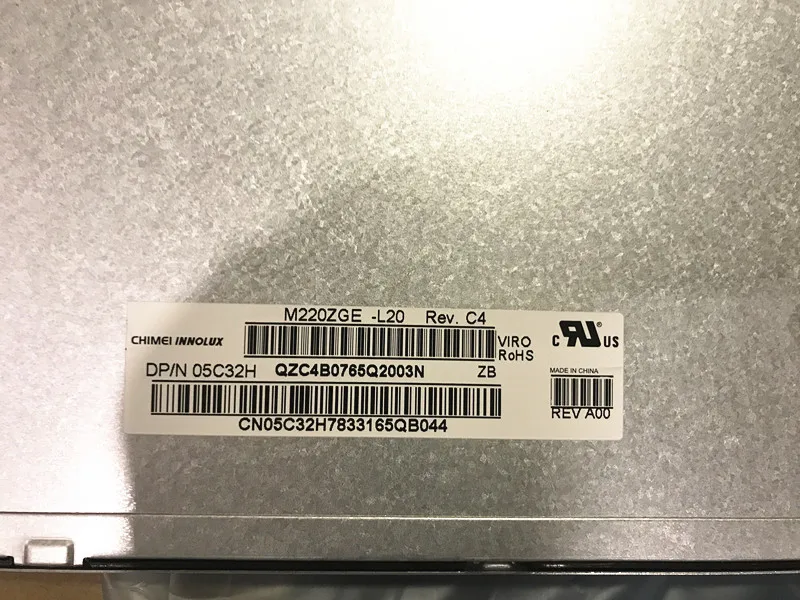 M220ZGE -L20 Rev. C4
CHIMEI INNOLUX
VIRO
RoHS
C RU® US
DP/N 05C32H QZC4B0765Q2003N ZB
MADE IN CHINA
REV A00
CN05C32H7833165QB044